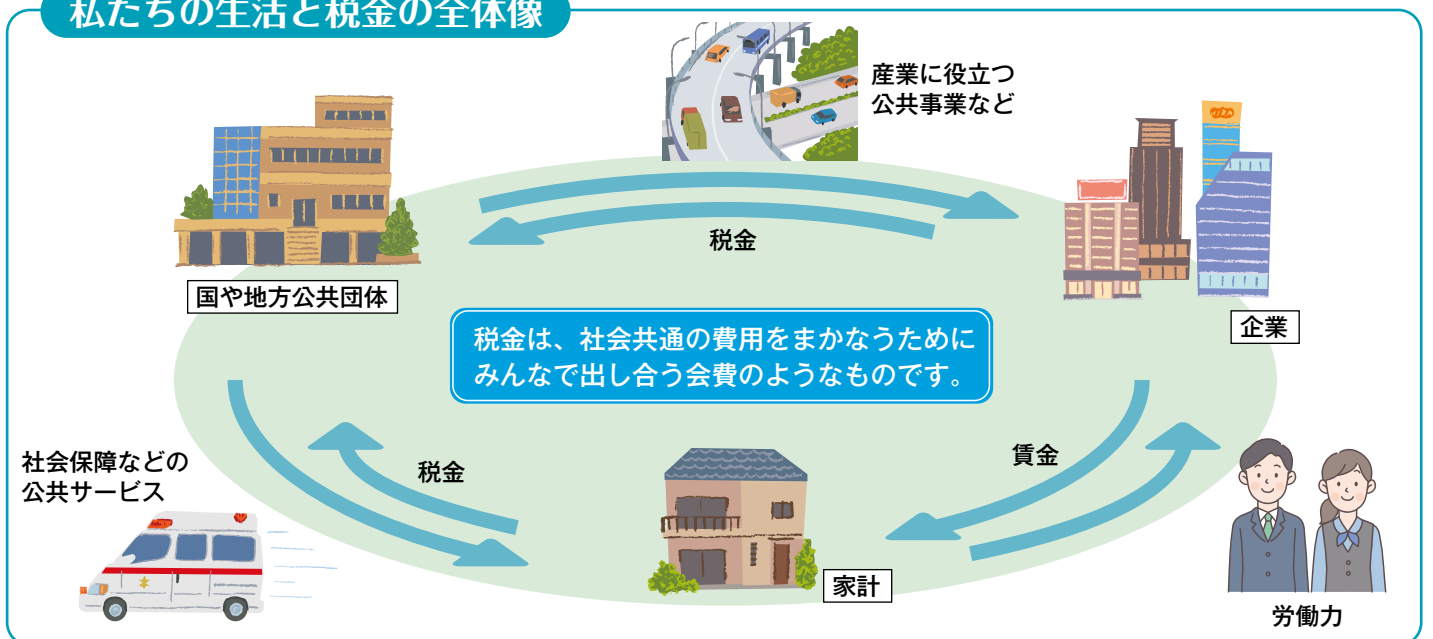 私たちの生活と税金の全体像
産業に役立つ
公共事業など
税金
国や地方公共団体
企業
税金は、社会共通の費用をまかなうために
みんなで出し合う会費のようなものです。
社会保障などの
公共サービス
税金
賃金
家計
労働力